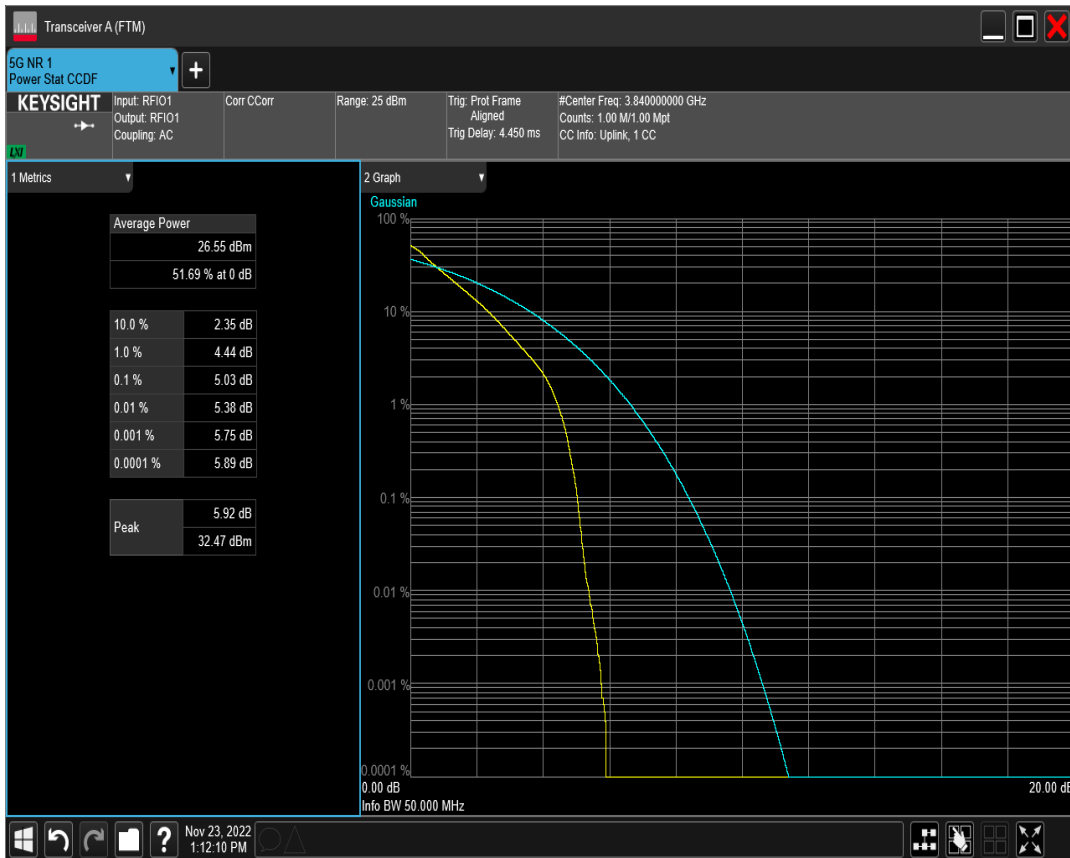 Transceiver A (FTM)
5G NR 1
Power Stat CCDF
+
KEYSIGHT
LXI
Input: RFIO1
Output: RFIO1
Coupling: AC
Corr CCorr
Range: 25 dBm
Trig: Prot Frame
Aligned
Trig Delay: 4.450 ms
#Center Freq: 3.840000000 GHz
Counts: 1.00 M/1.00 Mpt
CC Info: Uplink, 1 CC
1 Metrics
Average Power
26.55 dBm
51.69 % at 0 dB
10.0 % 2.35 dB
1.0 % 4.44 dB
0.1 % 5.03 dB
0.01 % 5.38 dB
0.001 % 5.75 dB
0.0001 % 5.89 dB
Peak 5.92 dB
32.47 dBm
2 Graph
Gaussian
100 %
10 %
1 %
0.1 %
0.01 %
0.001 %
0.0001 %
0.00 dB 20.00 dB
Info BW 50.000 MHz
?
Nov 23, 2022
1:12:10 PM